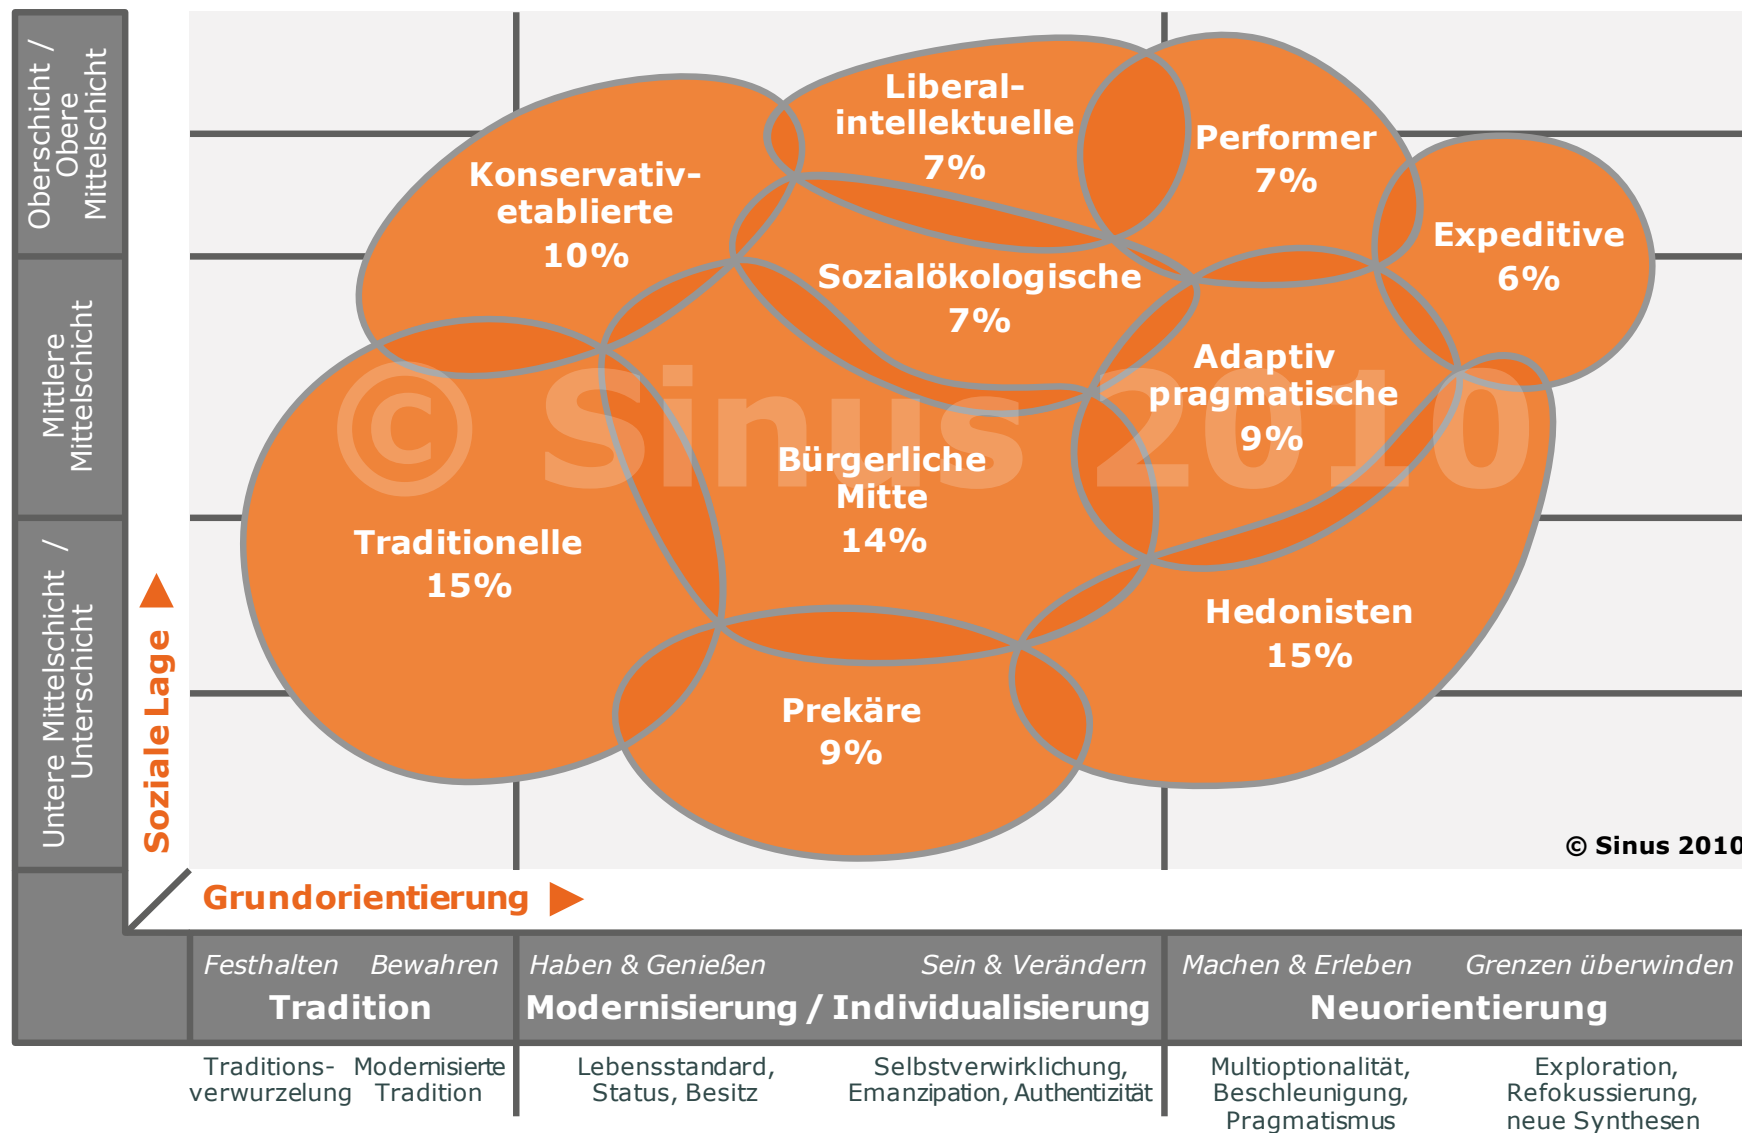 Oberschicht /
Obere
Mittelschicht
Mittlere
Mittelschicht
Untere Mittelschicht /
Unterschicht
Soziale Lage
Liberal-
intellektuelle
7%
Performer
7%
Konservativ-
etablierte
10%
Expeditive
6%
Sozialökologische
7%
Adaptiv
pragmatische
9%
Bürgerliche
Mitte
14%
Traditionelle
15%
Hedonisten
15%
Prekäre
9%
© Sinus 2010
© Sinus 2010
Grundorientierung
Festhalten Bewahren
Tradition
Haben & Genießen Sein & Verändern
Modernisierung / Individualisierung
Machen & Erleben Grenzen überwinden
Neuorientierung
Traditions-
verwurzelung
Modernisierte
Tradition
Lebensstandard,
Status, Besitz
Selbstverwirklichung,
Emanzipation, Authentizität
Multioptionalität,
Beschleunigung,
Pragmatismus
Exploration,
Refokussierung,
neue Synthesen